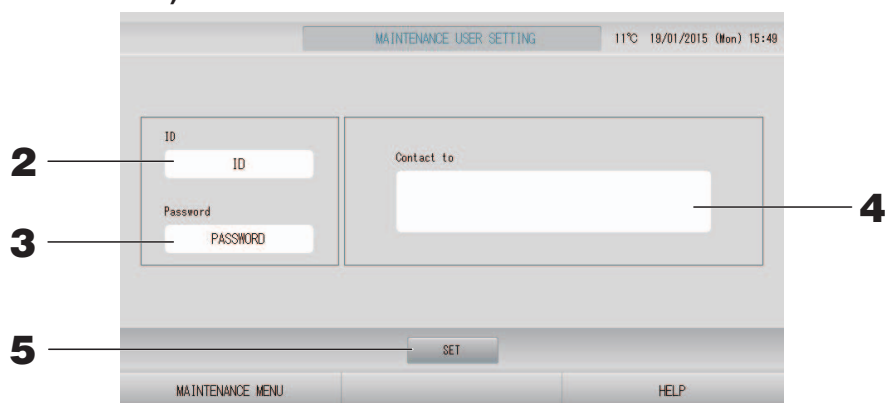 MAINTENANCE USER SETTING 11℃ 19/01/2015 (Mon) 15:49
ID
2 ID
Contact to
4
Password
3 PASSWORD
5 SET
MAINTENANCE MENU HELP